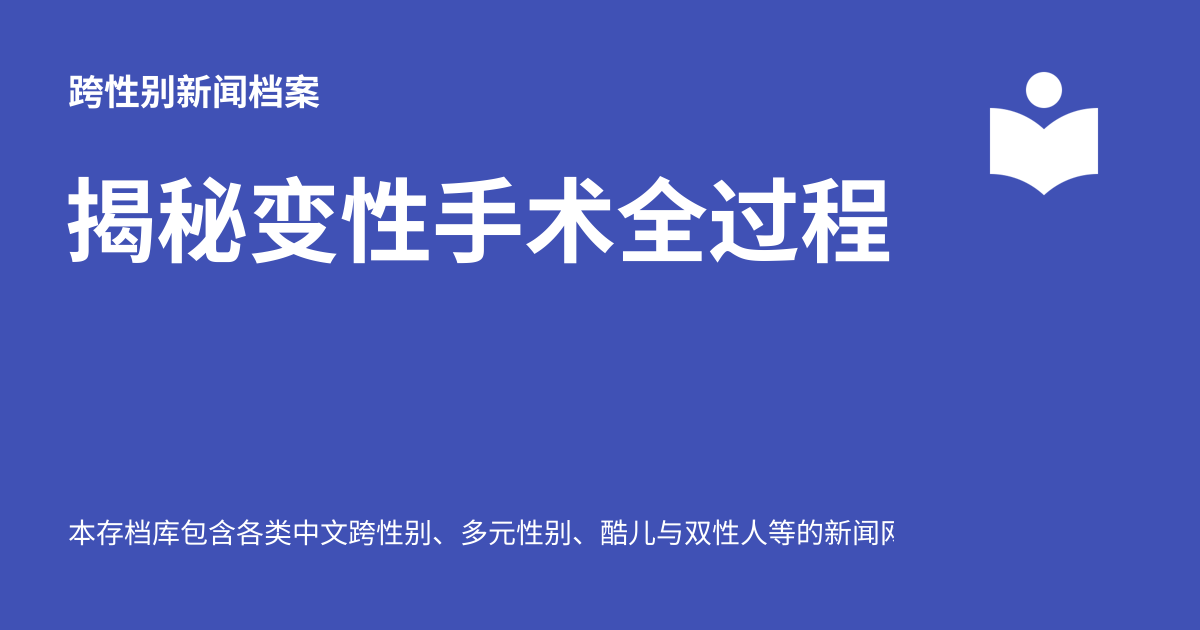 跨性别新闻档案
揭秘变性手术全过程
本存档库包含各类中文跨性别、多元性别、酷儿与双性人等的新闻